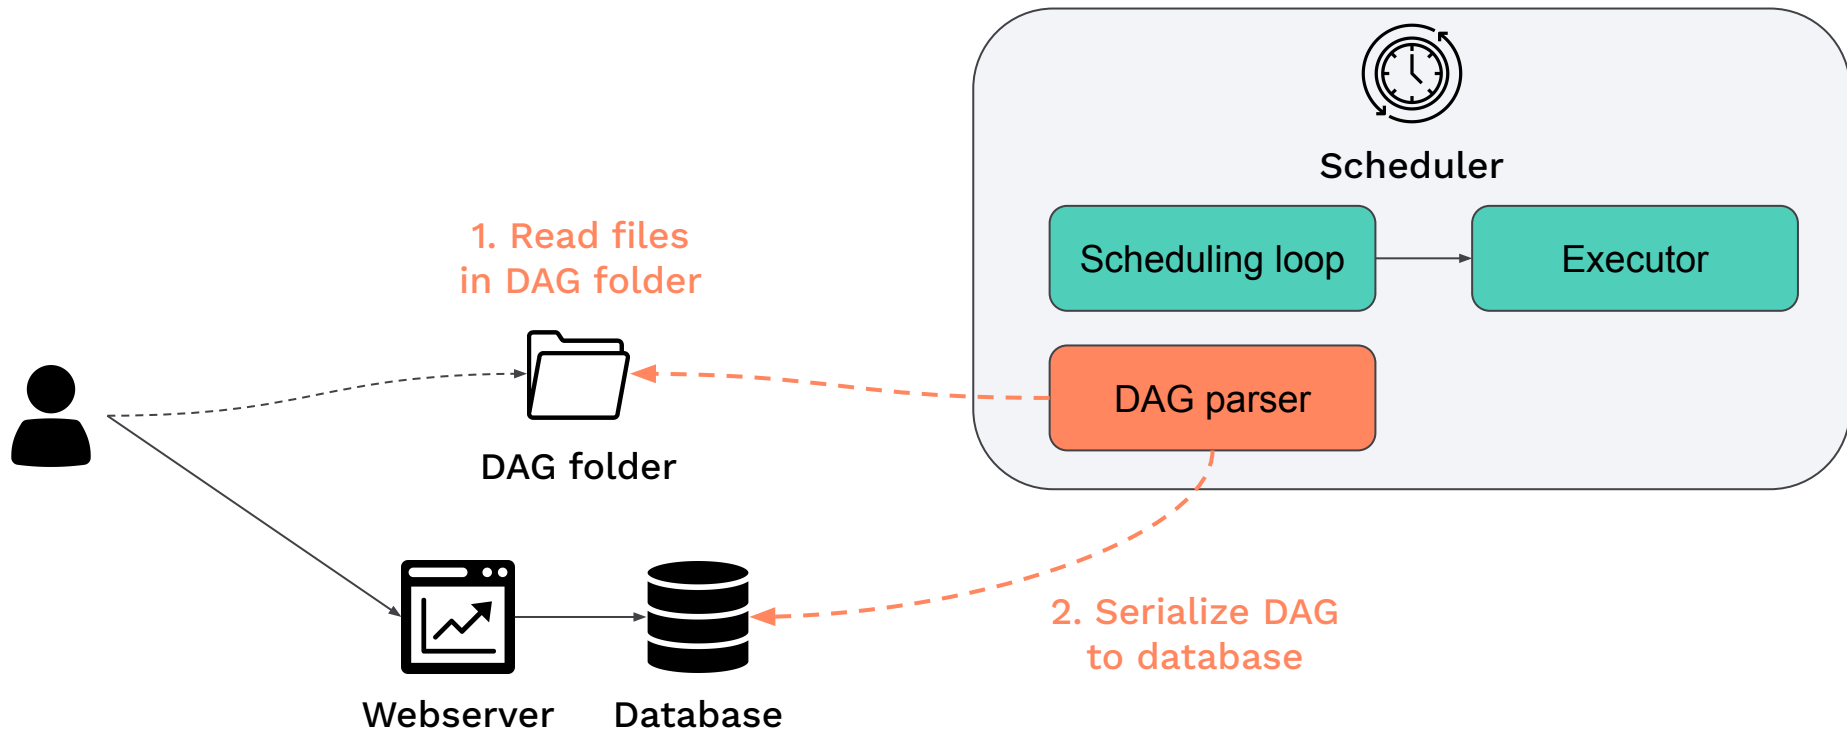 Scheduler
Scheduling loop
Executor
1. Read files
in DAG folder
DAG parser
DAG folder
2. Serialize DAG
to database
Webserver
Database